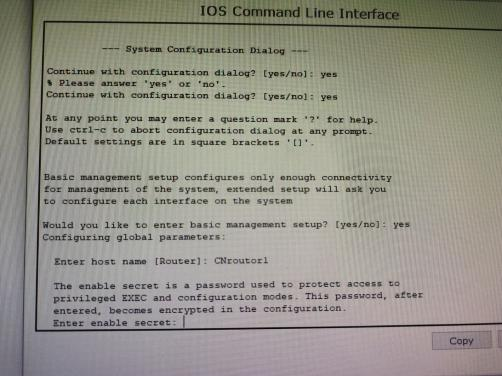 IOS Command Line Interface
--- System Configuration Dialog ---
Continue with configuration dialog? [yes/no]: yes
% Please answer 'yes' or 'no'.
Continue with configuration dialog? [yes/no]: yes
At any point you may enter a question mark '?' for help.
Use ctrl-c to abort configuration dialog at any prompt.
Default settings are in square brackets '[]'.
Basic management setup configures only enough connectivity
for management of the system, extended setup will ask you
to configure each interface on the system
Would you like to enter basic management setup? [yes/no]: yes
Configuring global parameters:
Enter host name [Router]: CNroutor1
The enable secret is a password used to protect access to
privileged EXEC and configuration modes. This password, after
entered, becomes encrypted in the configuration.
Enter enable secret:
Copy